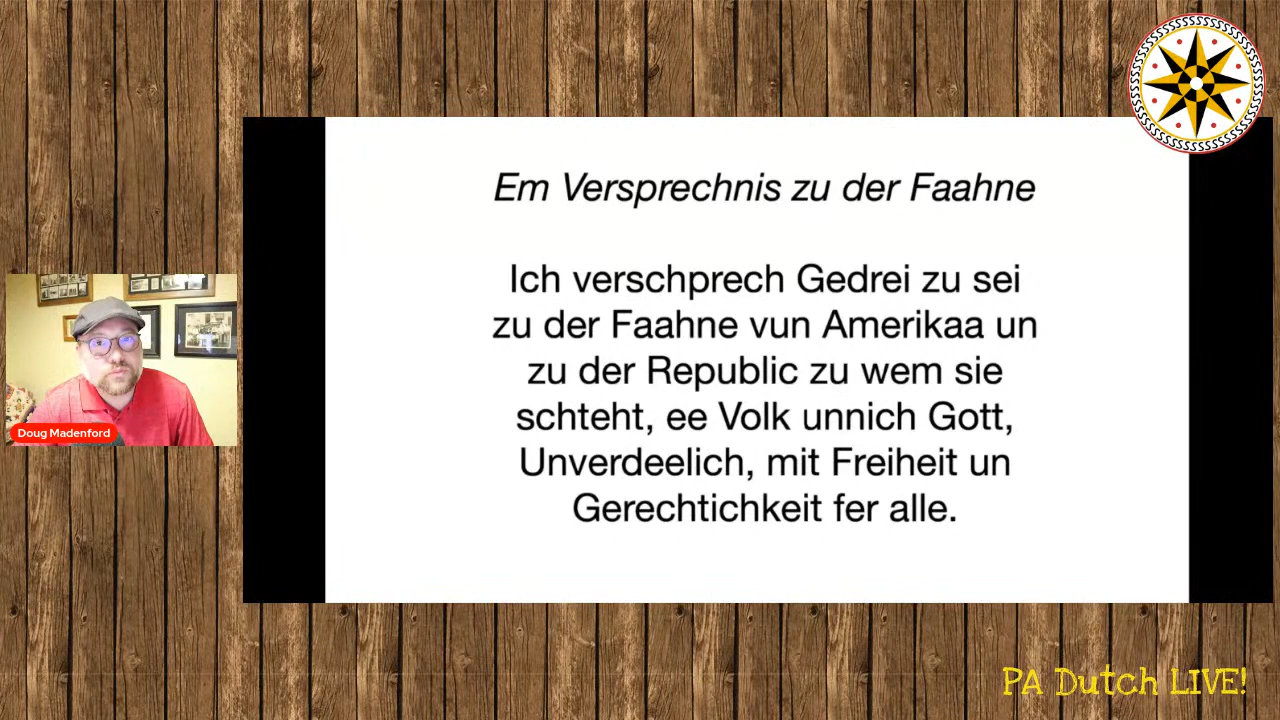 Em Versprechnis zu der Faahne
Ich verschprech Gedrei zu sei
zu der Faahne vun Amerikaa un
zu der Republic zu wem sie
schteht, ee Volk unnich Gott,
Unverdeelich, mit Freiheit un
Gerechtichkeit fer alle.
Doug Madenford
PA Dutch LIVE!